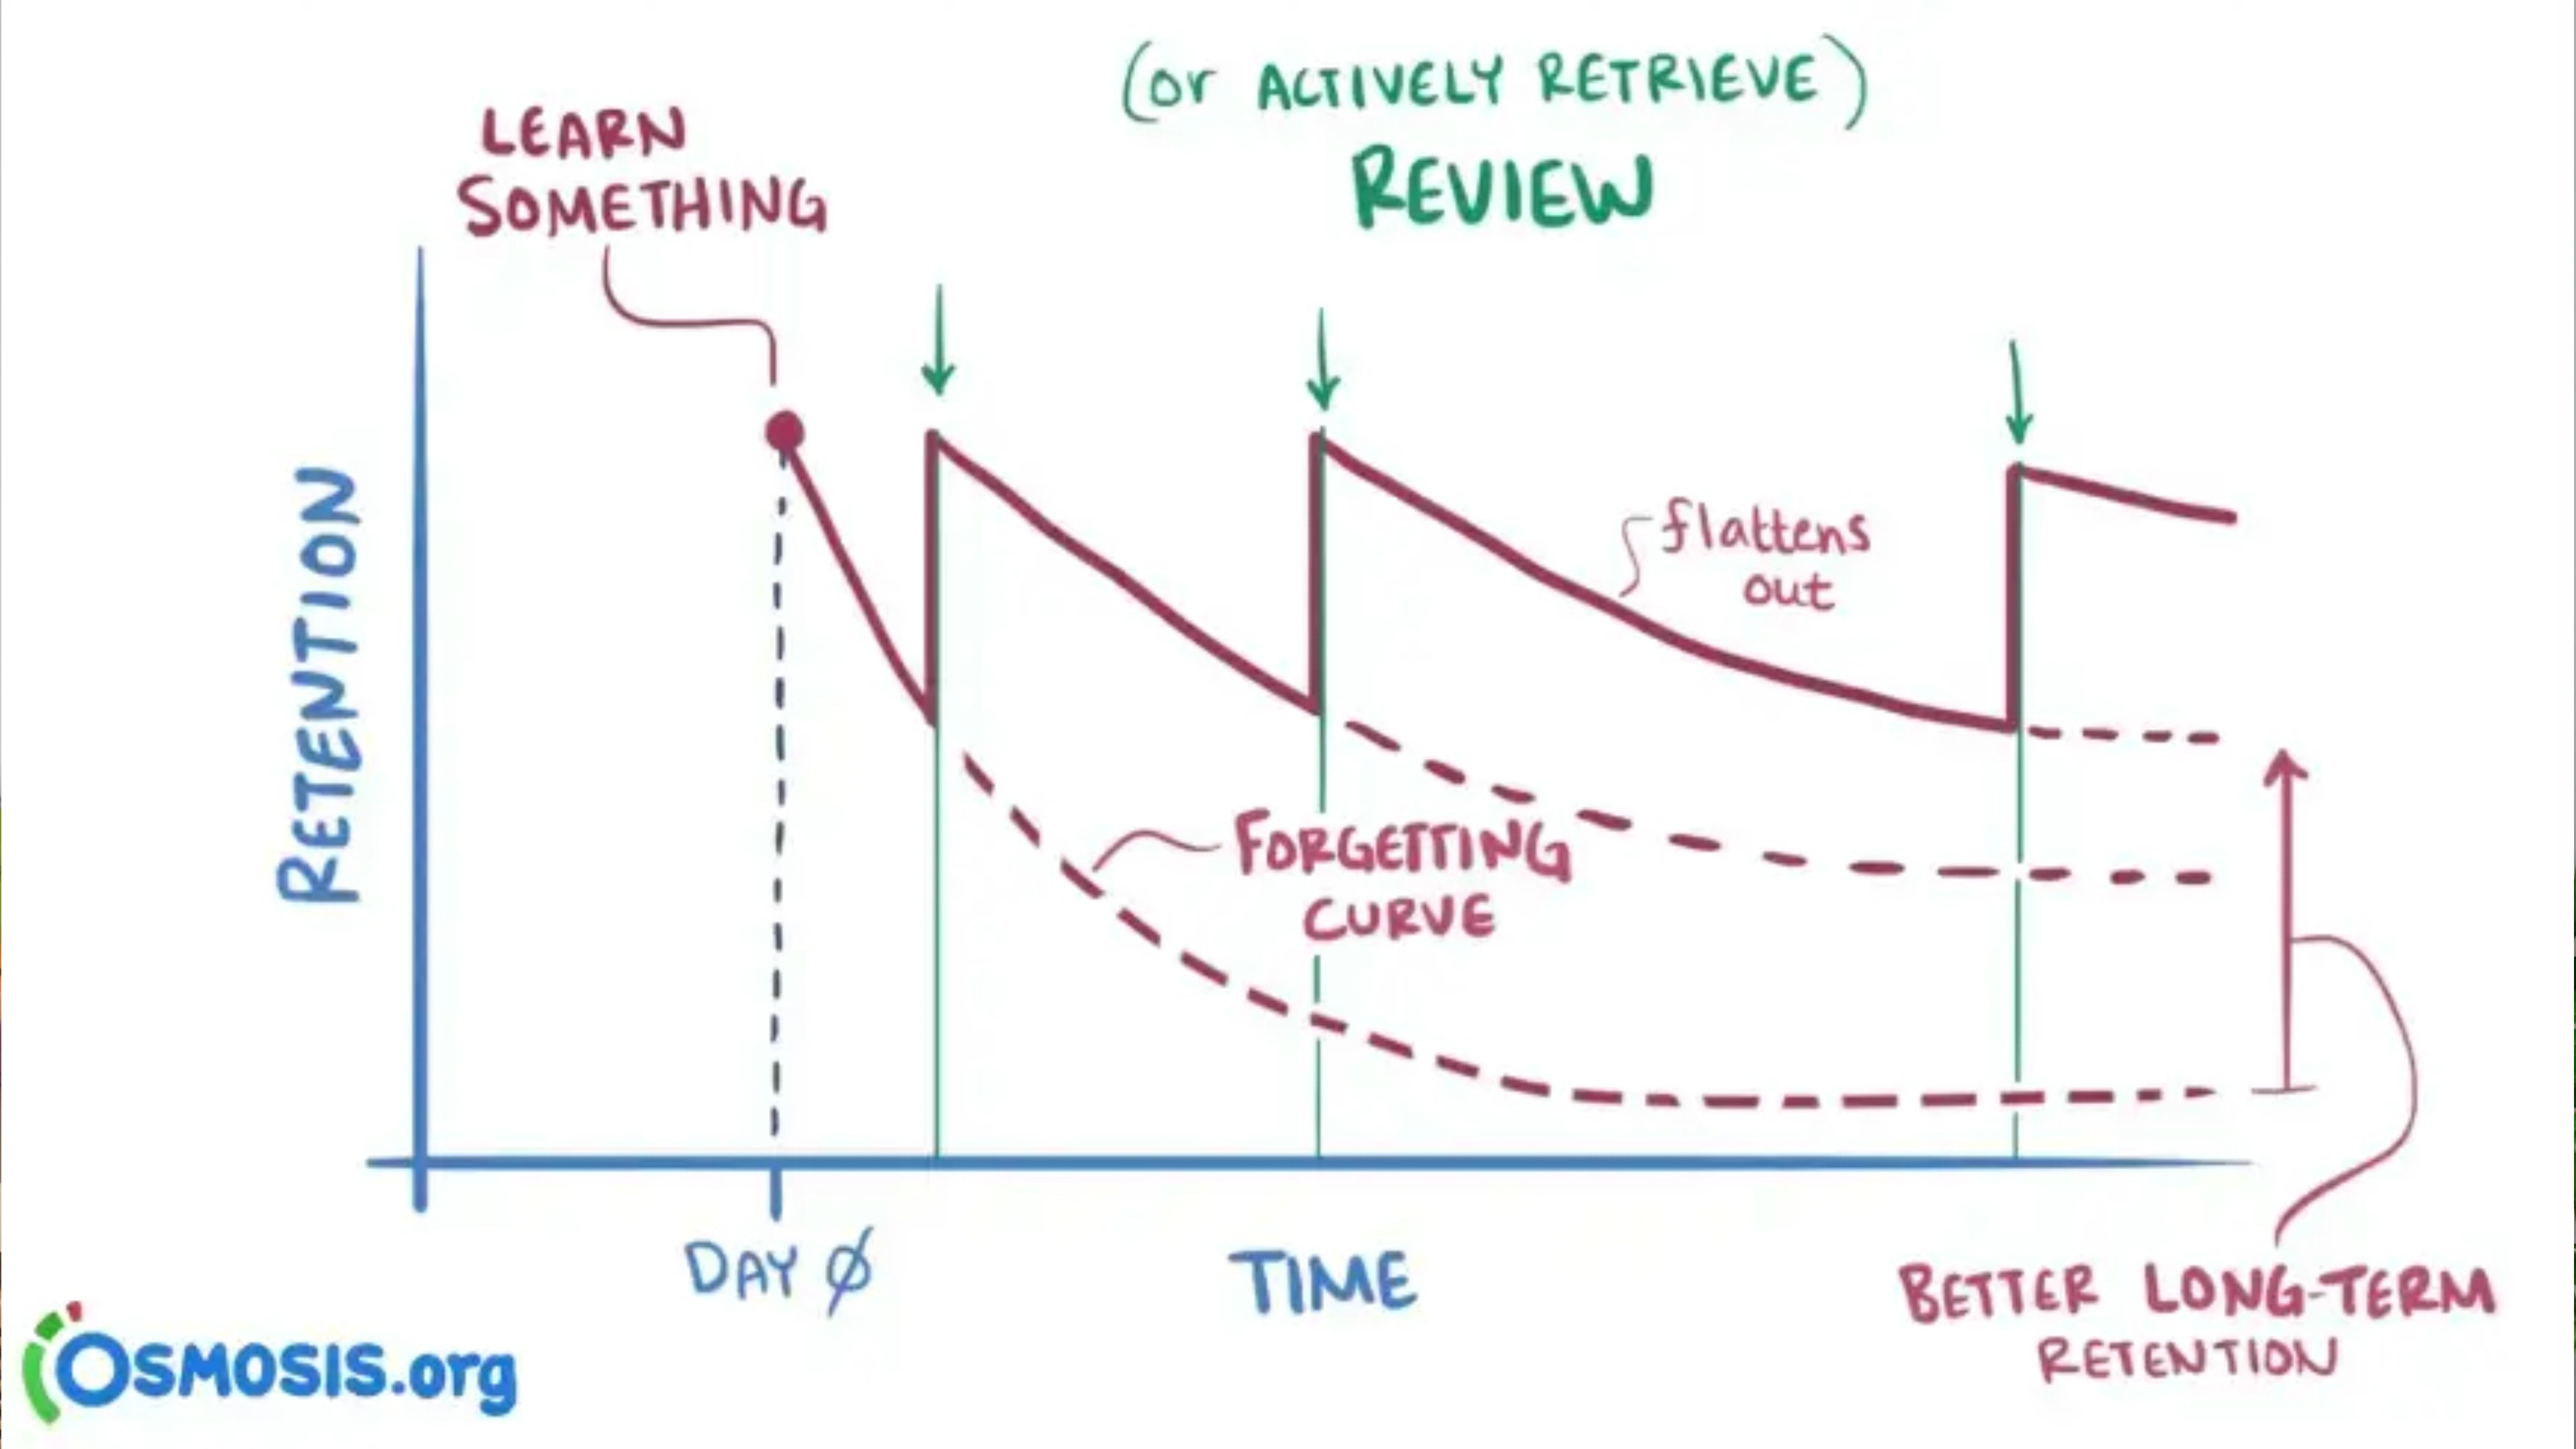 (or ACTIVELY RETRIEVE)
REVIEW
LEARN
SOMETHING
RETENTION
flattens
out
FORGETTING
CURVE
DAY Ø
TIME
BETTER LONG-TERM
RETENTION
OSMOSIS.org